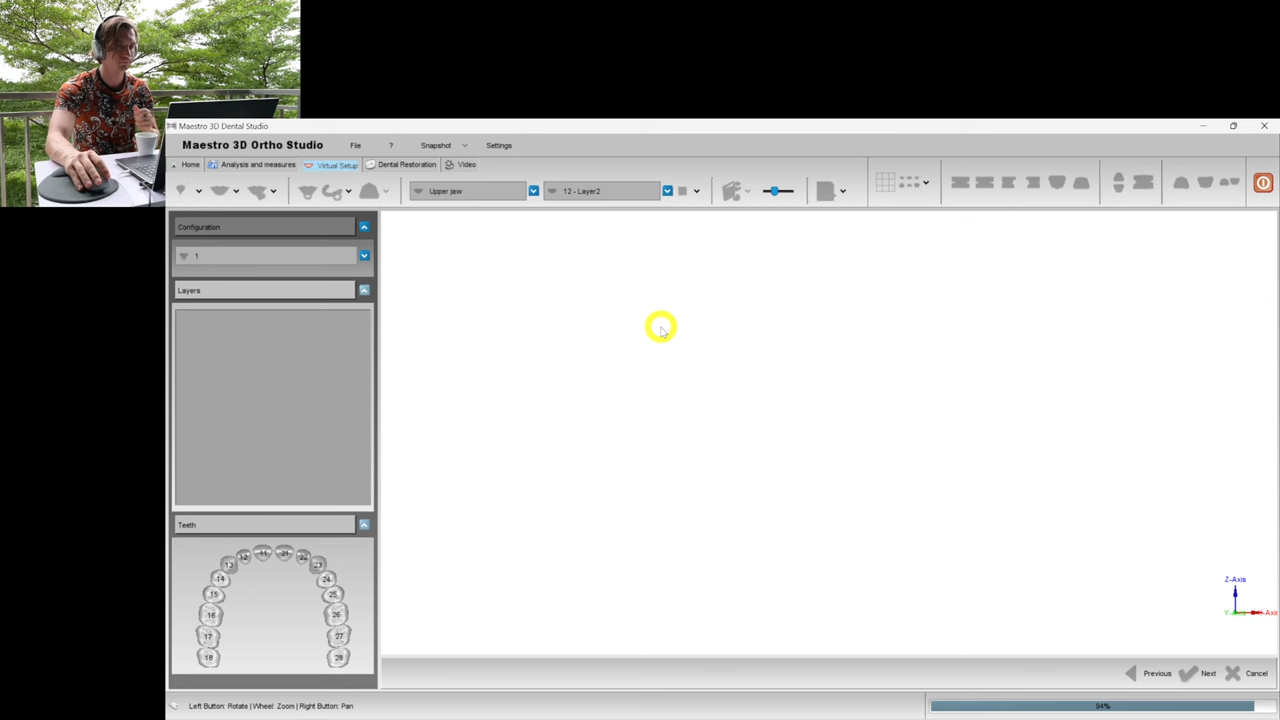 Maestro 3D Dental Studio
Maestro 3D Ortho Studio File ? Snapshot Settings
Home Analysis and measures Virtual Setup Dental Restoration Video
Upper jaw 12 - Layer2
Configuration
1
Layers
Teeth
13 12 11 21 22 23
14 24
15 25
16 26
17 27
18 28
Z-Axis
Previous Next Cancel
Left Button: Rotate | Wheel: Zoom | Right Button: Pan 94%